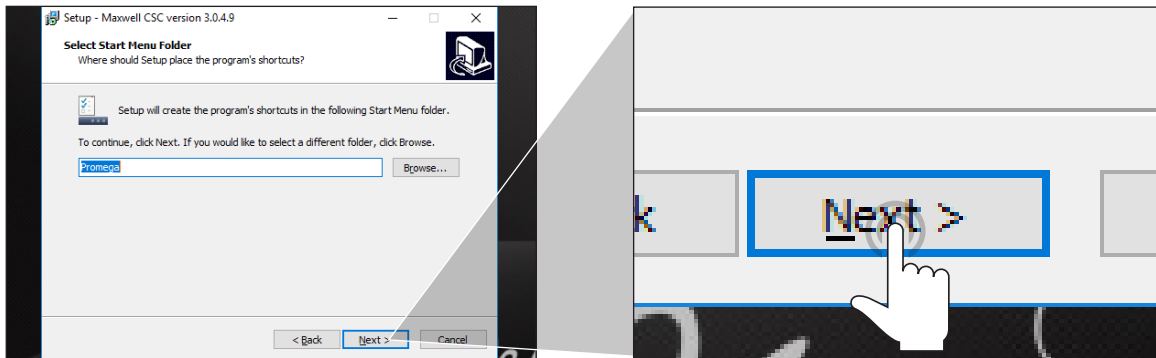 Setup - Maxwell CSC version 3.0.4.9
Select Start Menu Folder
Where should Setup place the program's shortcuts?
Setup will create the program's shortcuts in the following Start Menu folder.
To continue, click Next. If you would like to select a different folder, click Browse.
Promega
Browse...
< Back
Next >
Cancel
k
Next >